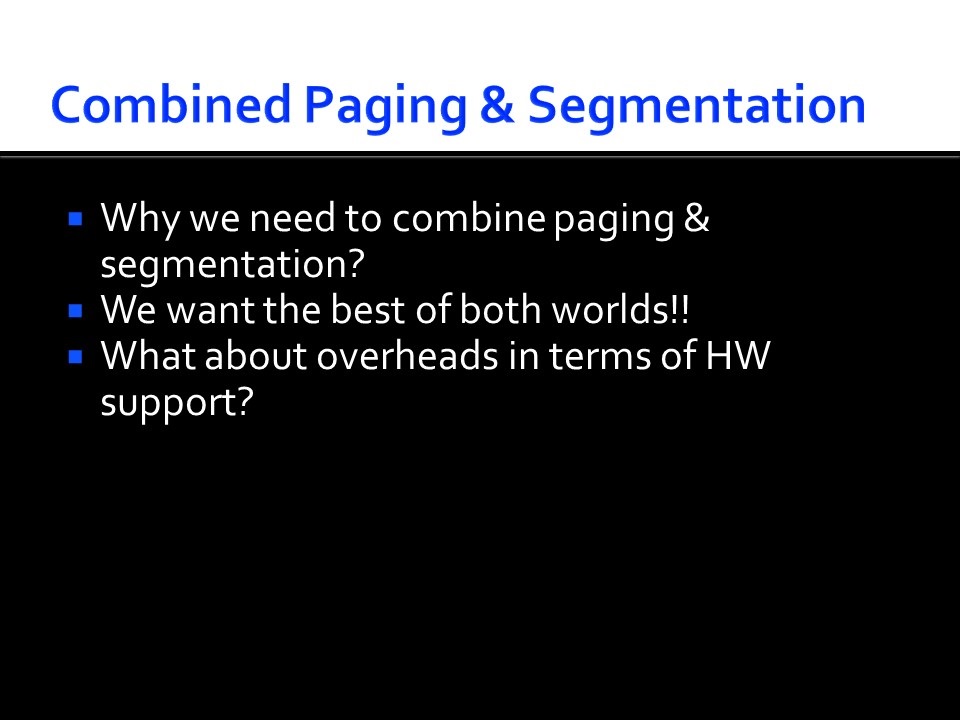 Combined Paging & Segmentation
Why we need to combine paging &
segmentation?
We want the best of both worlds!!
What about overheads in terms of HW
support?